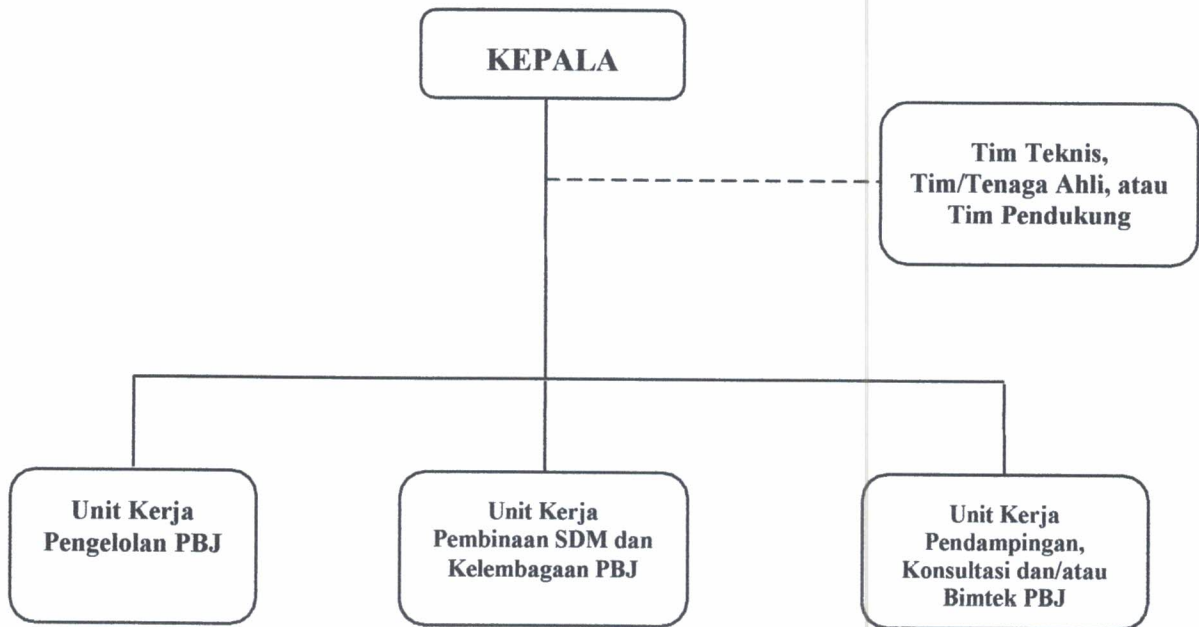 KEPALA
Tim Teknis,
Tim/Tenaga Ahli, atau
Tim Pendukung
Unit Kerja
Pengelolan PBJ
Unit Kerja
Pembinaan SDM dan
Kelembagaan PBJ
Unit Kerja
Pendampingan,
Konsultasi dan/atau
Bimtek PBJ